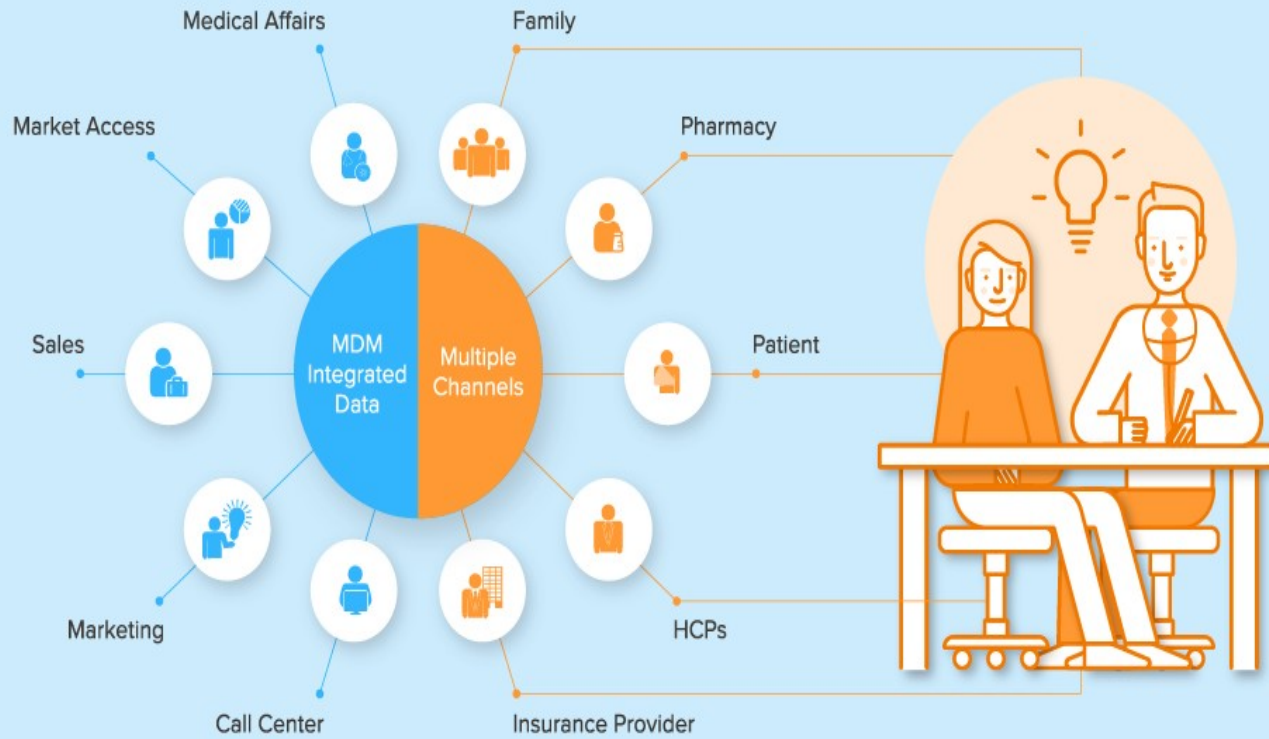 Medical Affairs
Family
Market Access
Pharmacy
Sales
MDM
Integrated
Data
Multiple
Channels
Patient
Marketing
HCPs
Call Center
Insurance Provider